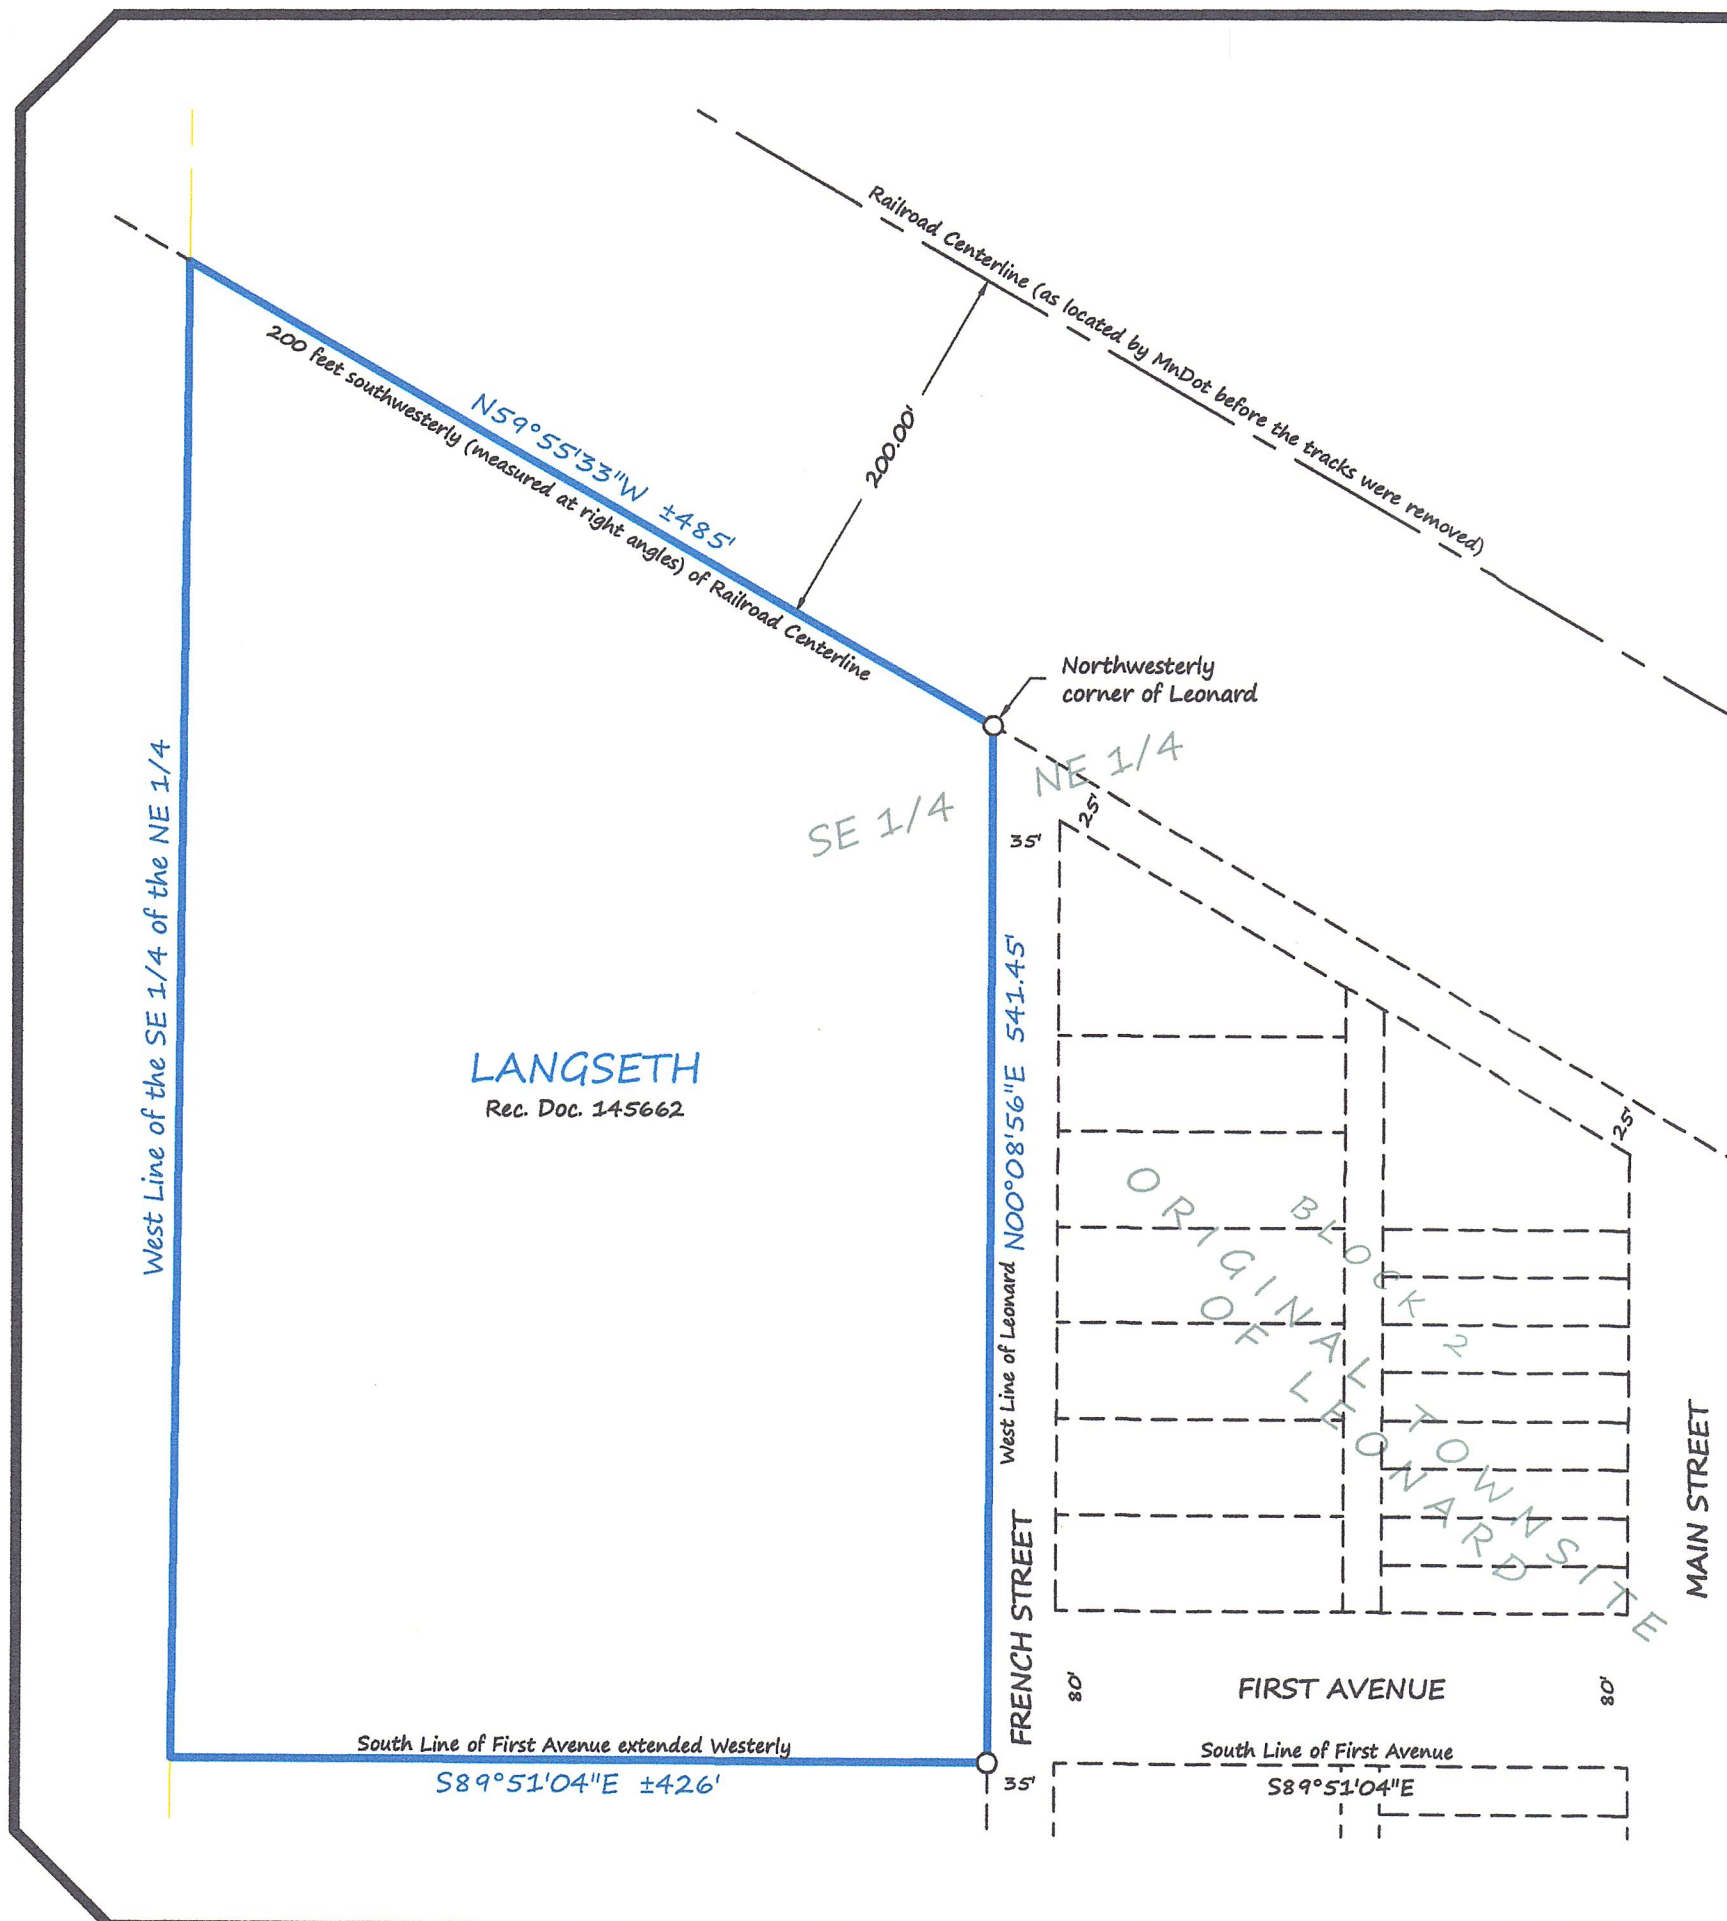 Railroad Centerline (as located by MnDot before the tracks were removed)
200.00'
N59°55'33"W ±485'
200 feet southwesterly (measured at right angles) of Railroad Centerline
Northwesterly
corner of Leonard
SE 1/4 NE 1/4
25'
35'
West Line of the SE 1/4 of the NE 1/4
LANGSETH
Rec. Doc. 145662
West Line of Leonard N00°08'56"E 541.45'
25'
BLOCK 2
ORIGINAL TOWNSITE
OF LEONARD
FRENCH STREET
MAIN STREET
80'
FIRST AVENUE
80'
South Line of First Avenue extended Westerly
S89°51'04"E ±426'
35'
South Line of First Avenue
S89°51'04"E